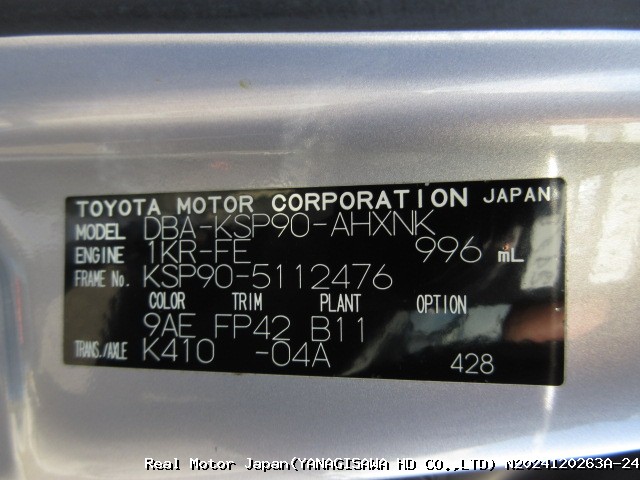 TOYOTA MOTOR CORPORATION JAPAN
MODEL DBA-KSP90-AHXNK
ENGINE 1KR-FE 996 mL
FRAME No. KSP90-5112476
COLOR TRIM PLANT OPTION
9AE FP42 B11
TRANS./AXLE K410 -04A 428
Real Motor Japan(YANAGISAWA HD CO.,LTD) N2024120263A-24